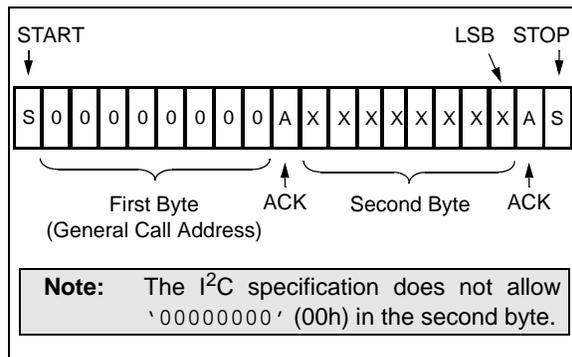 START LSB STOP
S 0 0 0 0 0 0 0 0 A X X X X X X X X A S
First Byte ACK Second Byte ACK
(General Call Address)
Note: The I²C specification does not allow
‘00000000’ (00h) in the second byte.